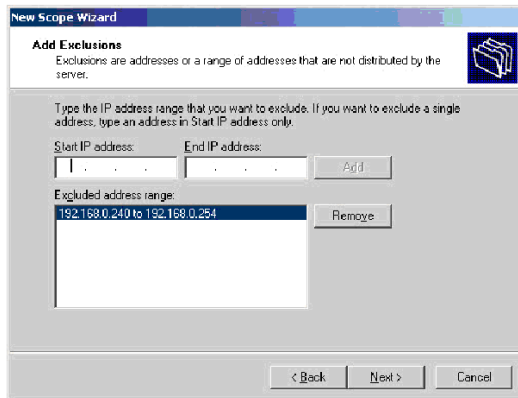 New Scope Wizard
Add Exclusions
Exclusions are addresses or a range of addresses that are not distributed by the
server.
Type the IP address range that you want to exclude. If you want to exclude a single
address, type an address in Start IP address only.
Start IP address: End IP address:
. . . . . . Add
Excluded address range:
192.168.0.240 to 192.168.0.254 Remove
< Back Next > Cancel